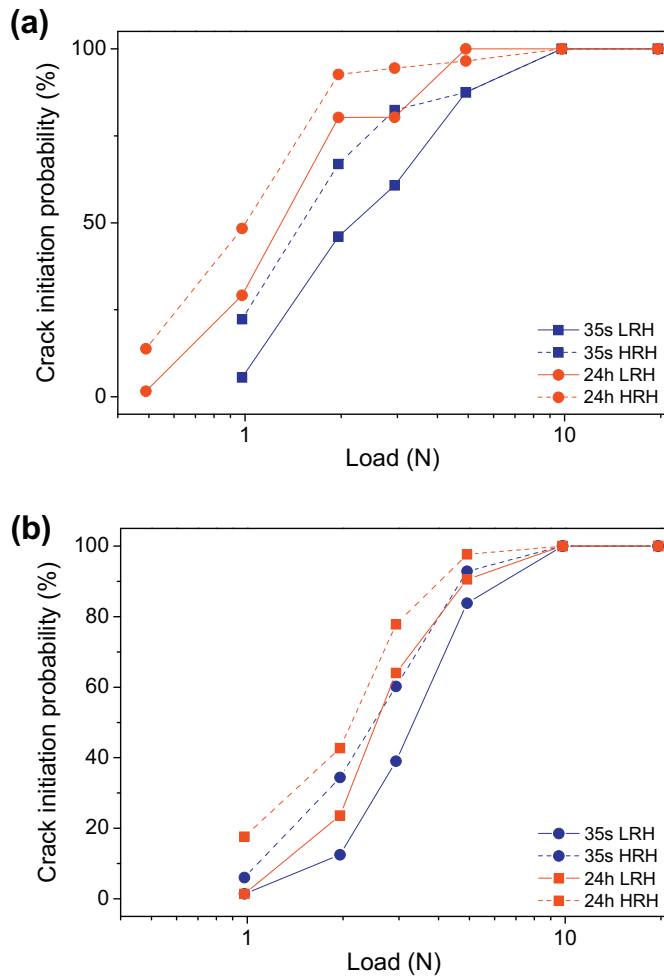 (a)
100
50
0
Crack initiation probability (%)
35s LRH
35s HRH
24h LRH
24h HRH
1
10
Load (N)
(b)
100
80
60
40
20
0
Crack initiation probability (%)
35s LRH
35s HRH
24h LRH
24h HRH
1
10
Load (N)